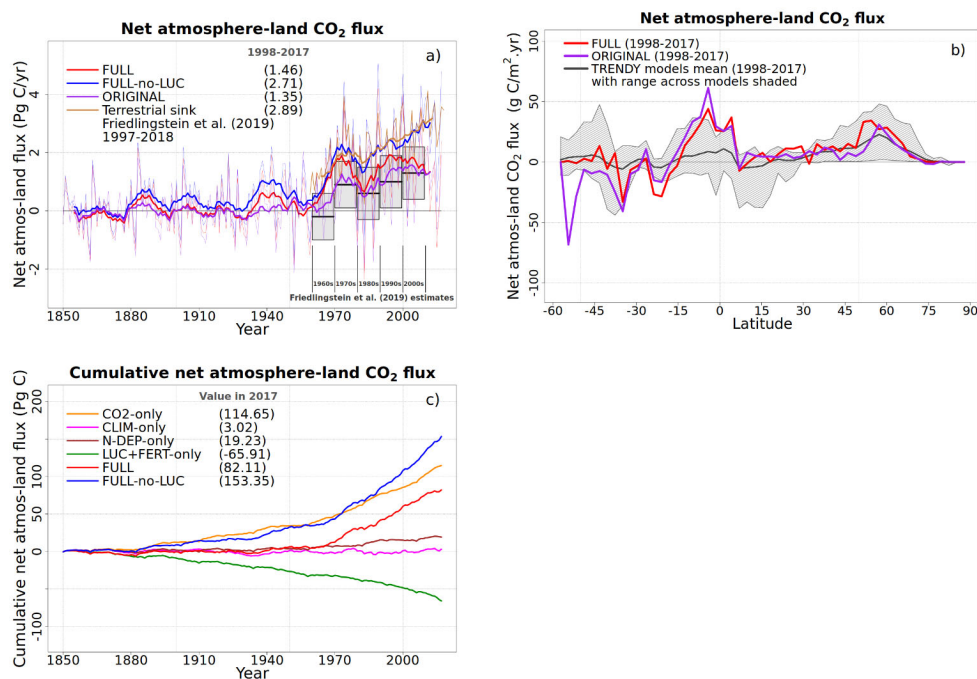 Net atmosphere-land CO₂ flux
a)
1998-2017
FULL (1.46)
FULL-no-LUC (2.71)
ORIGINAL (1.35)
Terrestrial sink (2.89)
Friedlingstein et al. (2019)
1997-2018
Net atmos-land flux (Pg C/yr)
4
2
0
-2
1960s 1970s 1980s 1990s 2000s
Friedlingstein et al. (2019) estimates
1850 1880 1910 1940 1970 2000
Year
Net atmosphere-land CO₂ flux
b)
FULL (1998-2017)
ORIGINAL (1998-2017)
TRENDY models mean (1998-2017)
with range across models shaded
Net atmos-land CO₂ flux (g C/m².yr)
100
50
0
-50
-100
-90 -75 -45 -15 0 15 30 45 60 75 90
Latitude
Cumulative net atmosphere-land CO₂ flux
c)
Value in 2017
CO2-only (114.65)
CLIM-only (3.02)
N-DEP-only (19.23)
LUC+FERT-only (-65.91)
FULL (82.11)
FULL-no-LUC (153.35)
Cumulative net atmos-land flux (Pg C)
200
100
50
0
-100
1850 1880 1910 1940 1970 2000
Year